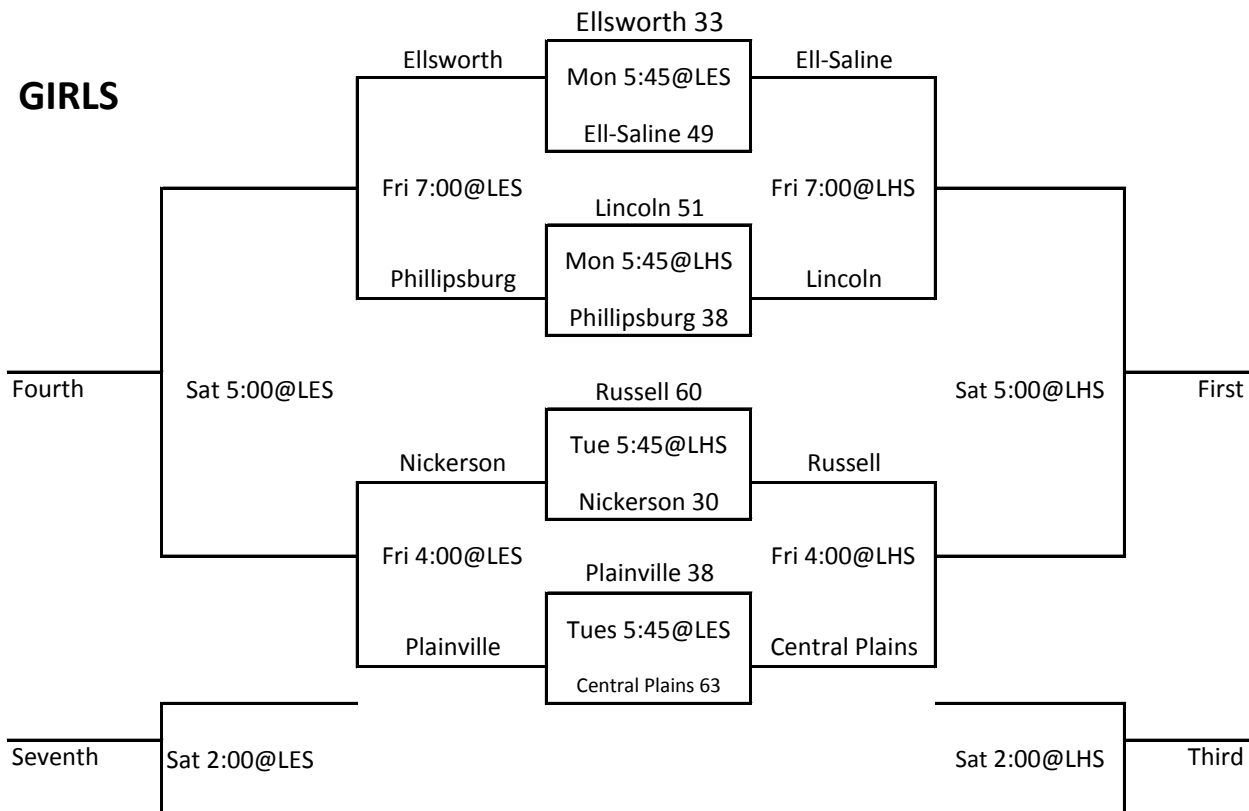 Ellsworth 33
Ellsworth
Ell-Saline
GIRLS
Mon 5:45@LES
Ell-Saline 49
Fri 7:00@LES
Fri 7:00@LHS
Lincoln 51
Mon 5:45@LHS
Phillipsburg
Lincoln
Phillipsburg 38
Fourth
Sat 5:00@LES
Sat 5:00@LHS
First
Russell 60
Tue 5:45@LHS
Nickerson
Russell
Nickerson 30
Fri 4:00@LES
Fri 4:00@LHS
Plainville 38
Tues 5:45@LES
Plainville
Central Plains
Central Plains 63
Seventh
Sat 2:00@LES
Sat 2:00@LHS
Third